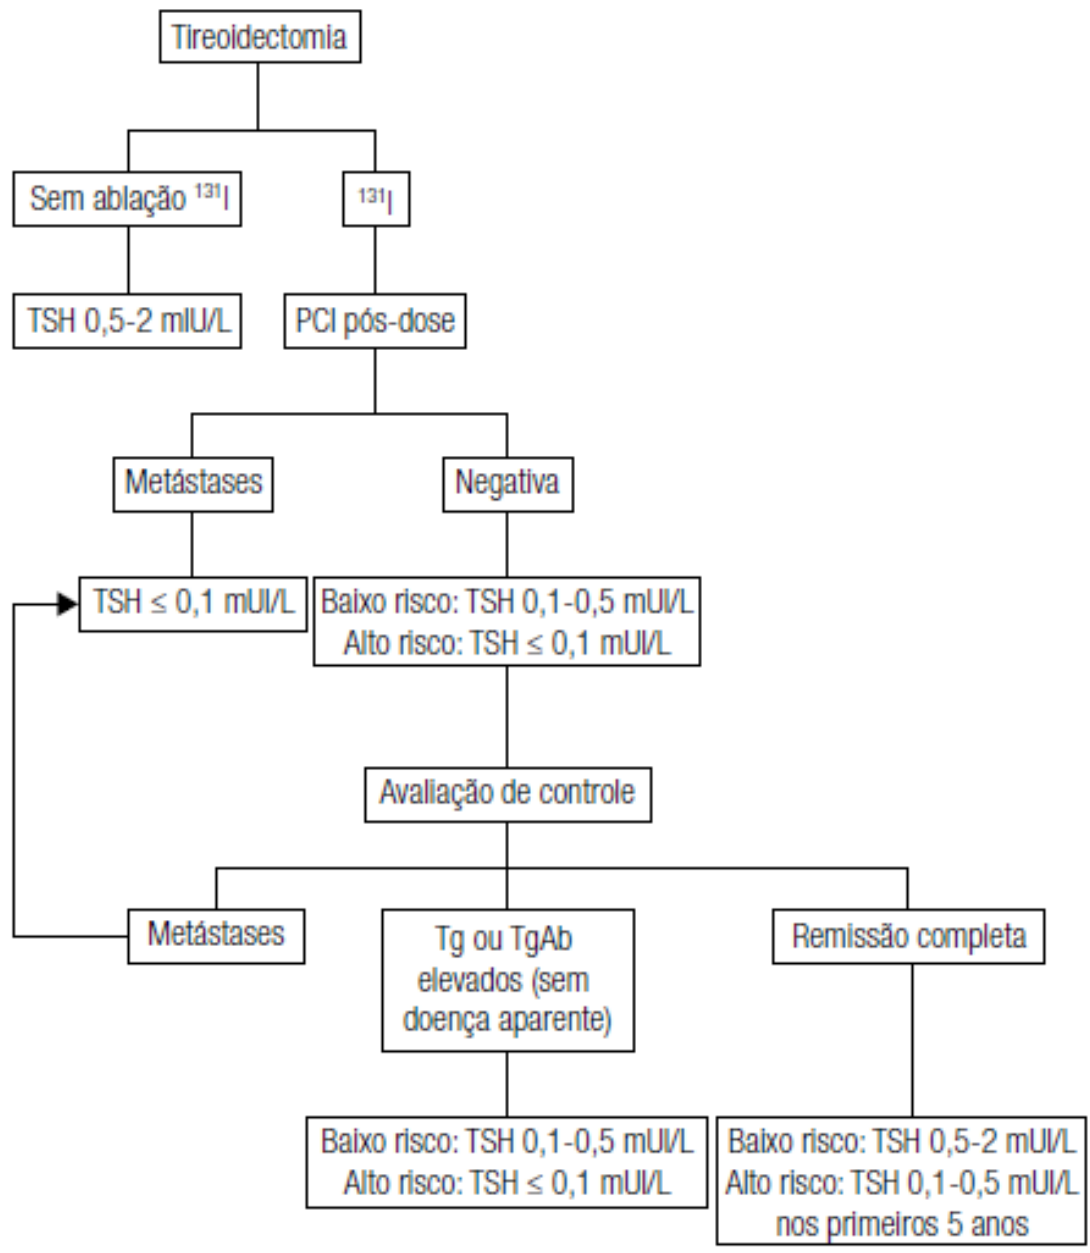 Tireoidectomia
Sem ablação ¹³¹I
¹³¹I
TSH 0,5-2 mIU/L
PCI pós-dose
Metástases
Negativa
TSH ≤ 0,1 mUI/L
Baixo risco: TSH 0,1-0,5 mUI/L
Alto risco: TSH ≤ 0,1 mUI/L
Avaliação de controle
Metástases
Tg ou TgAb
elevados (sem
doença aparente)
Remissão completa
Baixo risco: TSH 0,1-0,5 mUI/L
Alto risco: TSH ≤ 0,1 mUI/L
Baixo risco: TSH 0,5-2 mUI/L
Alto risco: TSH 0,1-0,5 mUI/L
nos primeiros 5 anos